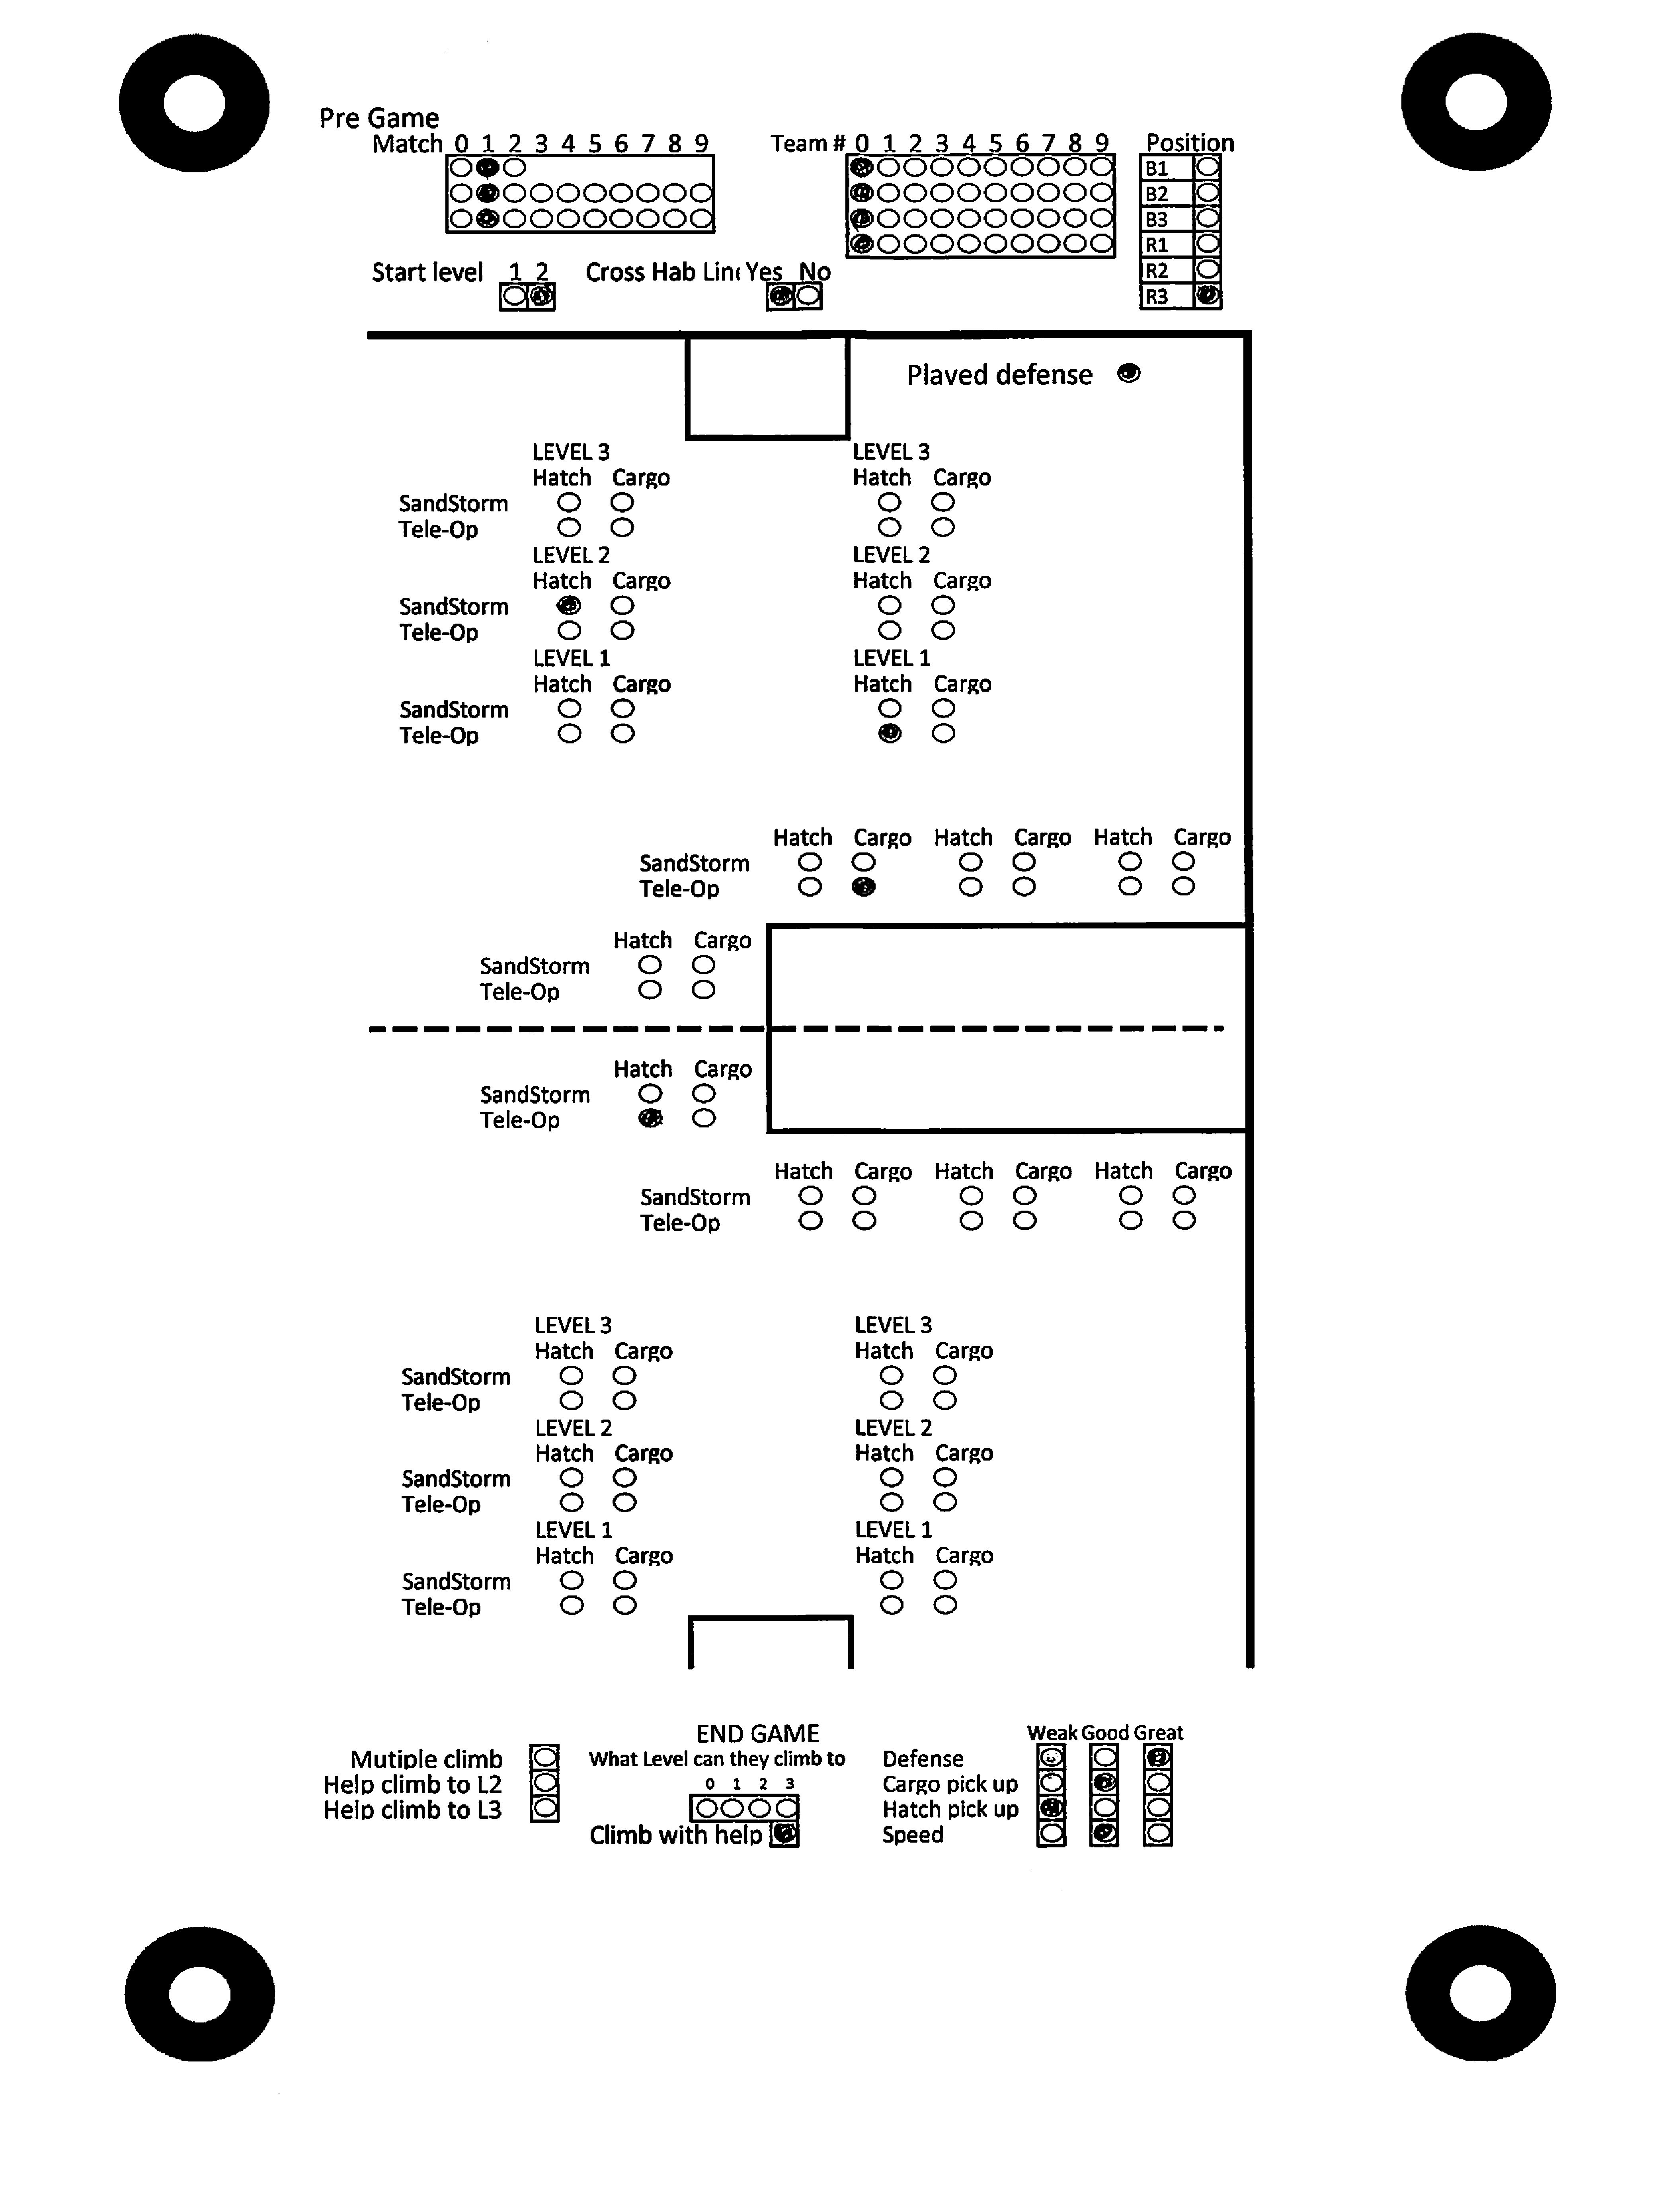 Pre Game
Match 0 1 2 3 4 5 6 7 8 9 Team # 0 1 2 3 4 5 6 7 8 9 Position
B1
B2
B3
R1
Start level 1 2 Cross Hab Line Yes No R2
R3
Plaved defense
LEVEL 3 LEVEL 3
Hatch Cargo Hatch Cargo
SandStorm
Tele-Op
LEVEL 2 LEVEL 2
Hatch Cargo Hatch Cargo
SandStorm
Tele-Op
LEVEL 1 LEVEL 1
Hatch Cargo Hatch Cargo
SandStorm
Tele-Op
Hatch Cargo Hatch Cargo Hatch Cargo
SandStorm
Tele-Op
Hatch Cargo
SandStorm
Tele-Op
Hatch Cargo
SandStorm
Tele-Op
Hatch Cargo Hatch Cargo Hatch Cargo
SandStorm
Tele-Op
LEVEL 3 LEVEL 3
Hatch Cargo Hatch Cargo
SandStorm
Tele-Op
LEVEL 2 LEVEL 2
Hatch Cargo Hatch Cargo
SandStorm
Tele-Op
LEVEL 1 LEVEL 1
Hatch Cargo Hatch Cargo
SandStorm
Tele-Op
END GAME Weak Good Great
Mutiple climb What Level can they climb to Defense
Help climb to L2 0 1 2 3 Cargo pick up
Help climb to L3 Hatch pick up
Climb with help Speed